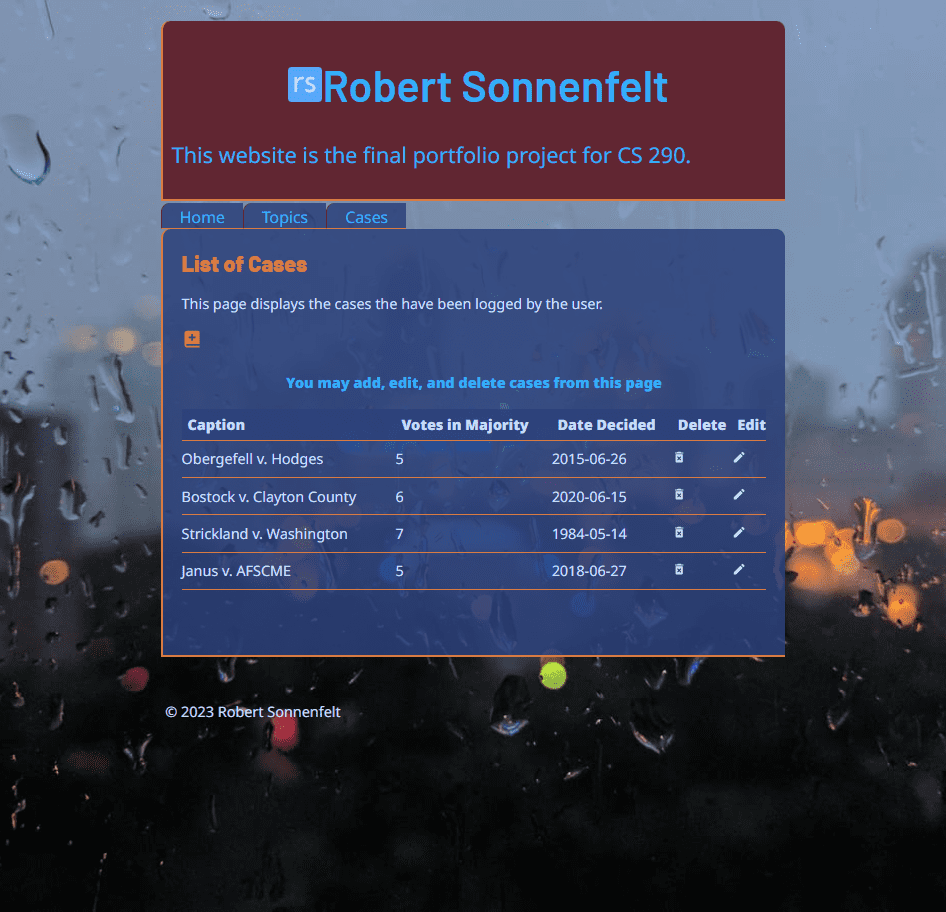 rs Robert Sonnenfelt
This website is the final portfolio project for CS 290.
Home Topics Cases
List of Cases
This page displays the cases the have been logged by the user.
You may add, edit, and delete cases from this page
Caption Votes in Majority Date Decided Delete Edit
Obergefell v. Hodges 5 2015-06-26
Bostock v. Clayton County 6 2020-06-15
Strickland v. Washington 7 1984-05-14
Janus v. AFSCME 5 2018-06-27
© 2023 Robert Sonnenfelt